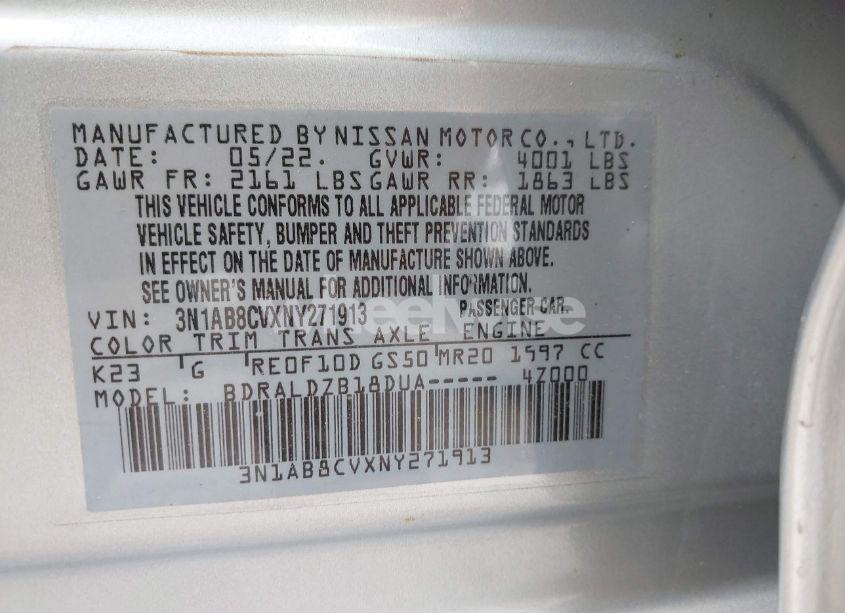 MANUFACTURED BY NISSAN MOTOR CO., LTD.
DATE: 05/22. GVWR: 4001 LBS
GAWR FR: 2161 LBS GAWR RR: 1863 LBS
THIS VEHICLE CONFORMS TO ALL APPLICABLE FEDERAL MOTOR
VEHICLE SAFETY, BUMPER AND THEFT PREVENTION STANDARDS
IN EFFECT ON THE DATE OF MANUFACTURE SHOWN ABOVE.
SEE OWNER'S MANUAL FOR ADDITIONAL INFORMATION.
VIN: 3N1AB8CVXNY271913 PASSENGER CAR.
COLOR TRIM TRANS AXLE ENGINE
K23 G RE0F10D GS50 MR20 1997 CC
MODEL: BDRALDZB18DUA----- 4Z000
3N1AB8CVXNY271913